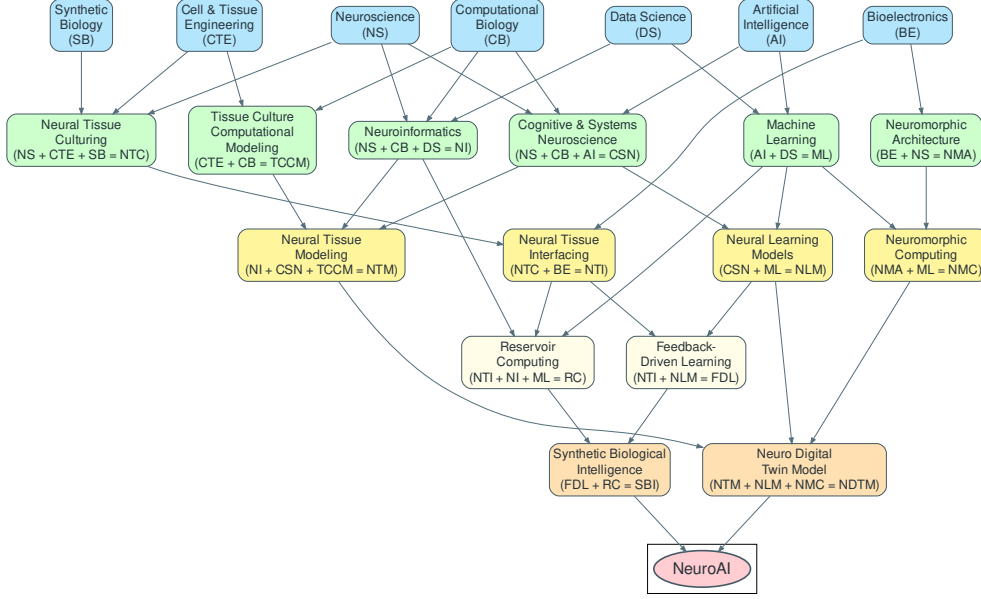 Synthetic
Biology
(SB)
Cell & Tissue
Engineering
(CTE)
Neuroscience
(NS)
Computational
Biology
(CB)
Data Science
(DS)
Artificial
Intelligence
(AI)
Bioelectronics
(BE)
Neural Tissue
Culturing
(NS + CTE + SB = NTC)
Tissue Culture
Computational
Modeling
(CTE + CB = TCCM)
Neuroinformatics
(NS + CB + DS = NI)
Cognitive & Systems
Neuroscience
(NS + CB + AI = CSN)
Machine
Learning
(AI + DS = ML)
Neuromorphic
Architecture
(BE + NS = NMA)
Neural Tissue
Modeling
(NI + CSN + TCCM = NTM)
Neural Tissue
Interfacing
(NTC + BE = NTI)
Neural Learning
Models
(CSN + ML = NLM)
Neuromorphic
Computing
(NMA + ML = NMC)
Reservoir
Computing
(NTI + NI + ML = RC)
Feedback-
Driven Learning
(NTI + NLM = FDL)
Synthetic Biological
Intelligence
(FDL + RC = SBI)
Neuro Digital
Twin Model
(NTM + NLM + NMC = NDTM)
NeuroAI